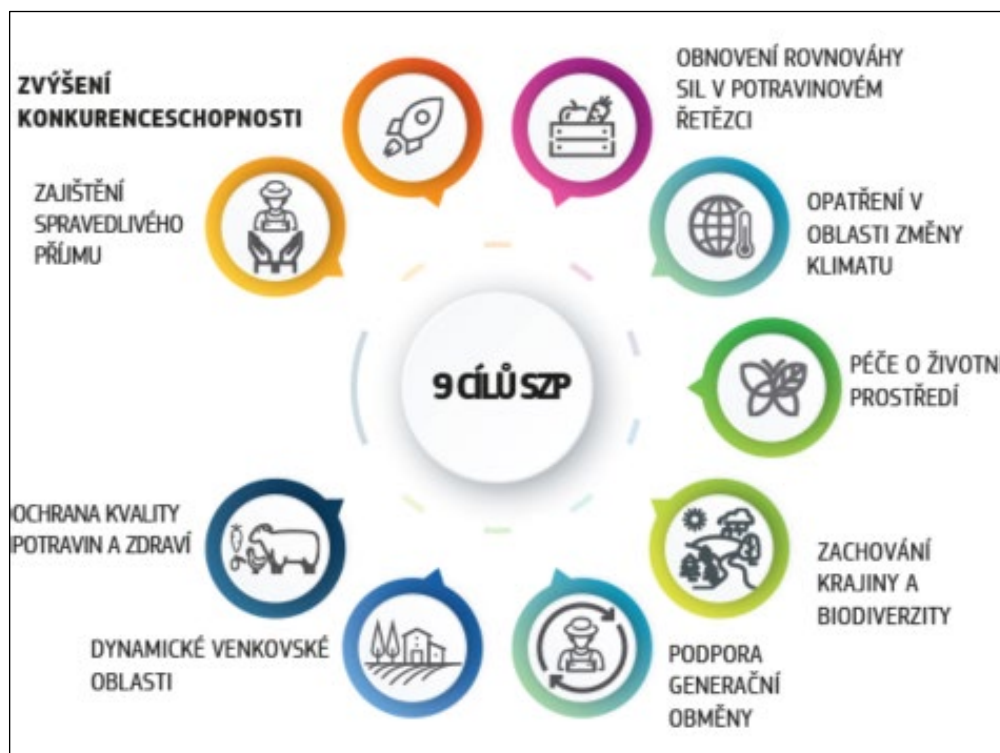 ZVÝŠENÍ
KONKURENCESCHOPNOSTI
OBNOVENÍ ROVNOVÁHY
SIL V POTRAVINOVÉM
ŘETĚZCI
ZAJIŠTĚNÍ
SPRAVEDLIVÉHO
PŘÍJMU
OPATŘENÍ V
OBLASTI ZMĚNY
KLIMATU
9 CÍLŮ SZP
PÉČE O ŽIVOTNÍ
PROSTŘEDÍ
OCHRANA KVALITY
POTRAVIN A ZDRAVÍ
ZACHOVÁNÍ
KRAJINY A
BIODIVERZITY
DYNAMICKÉ VENKOVSKÉ
OBLASTI
PODPORA
GENERAČNÍ
OBMĚNY